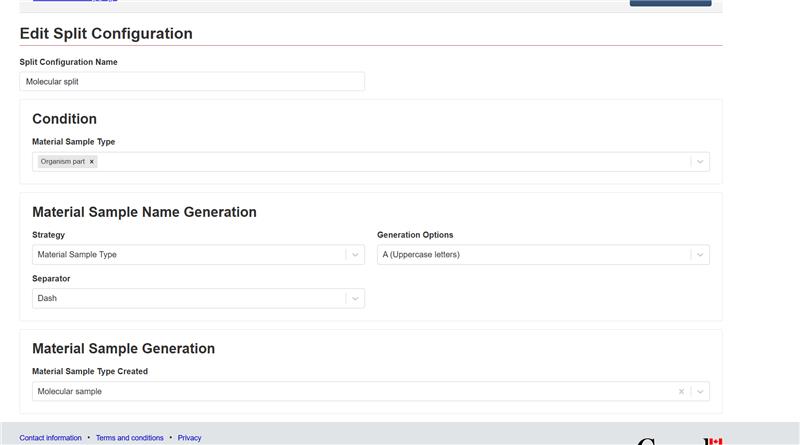 Edit Split Configuration
Split Configuration Name
Molecular split
Condition
Material Sample Type
Organism part ×
Material Sample Name Generation
Strategy
Generation Options
Material Sample Type
A (Uppercase letters)
Separator
Dash
Material Sample Generation
Material Sample Type Created
Molecular sample
Contact information • Terms and conditions • Privacy